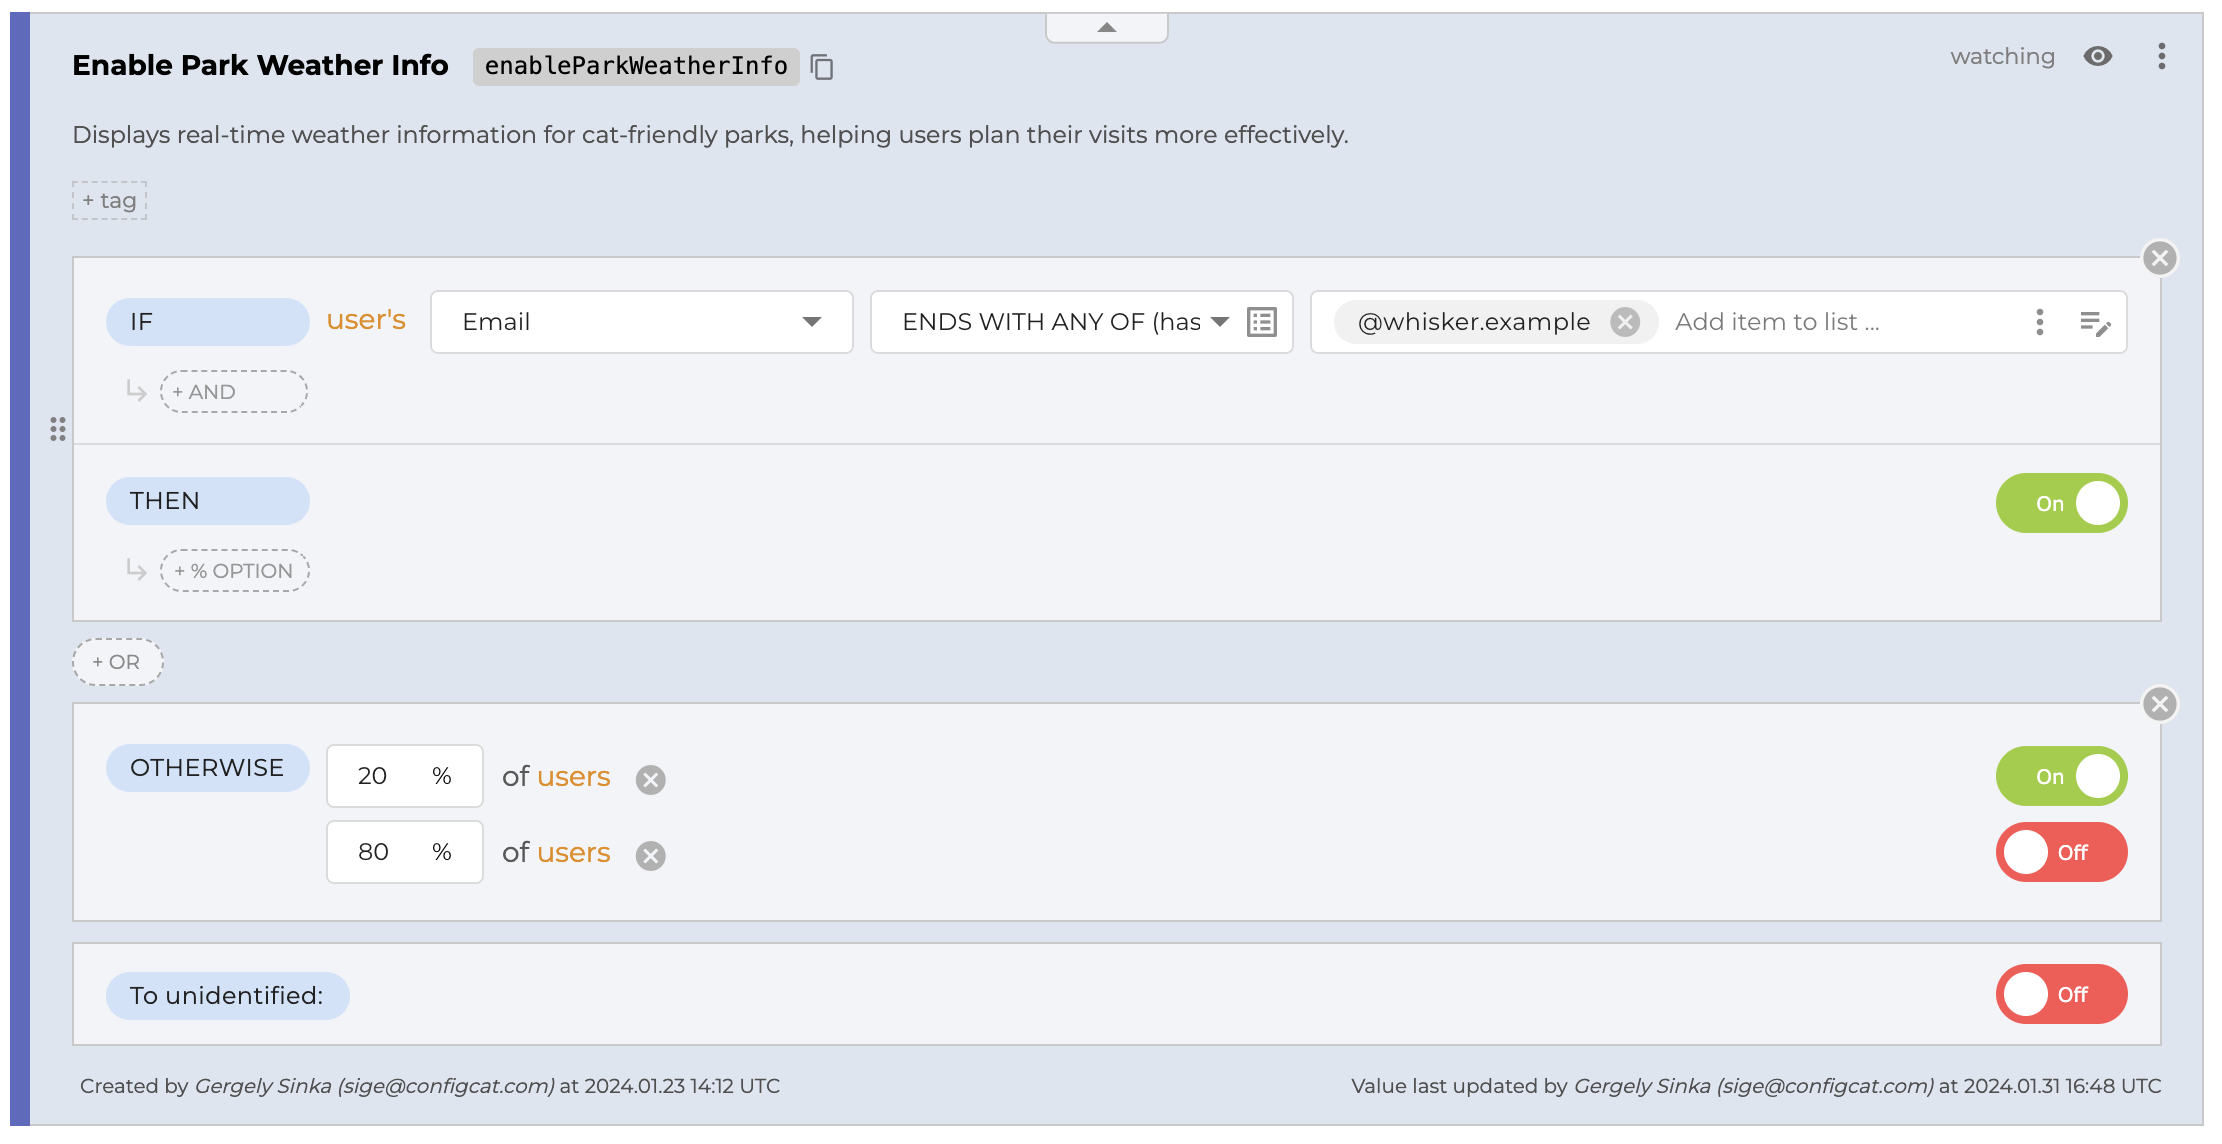 Enable Park Weather Info enableParkWeatherInfo watching
Displays real-time weather information for cat-friendly parks, helping users plan their visits more effectively.
+ tag
IF user's Email ENDS WITH ANY OF (has @whisker.example Add item to list ...
+ AND
THEN On
+ % OPTION
+ OR
OTHERWISE 20 % of users On
80 % of users Off
To unidentified: Off
Created by Gergely Sinka (sige@configcat.com) at 2024.01.23 14:12 UTC Value last updated by Gergely Sinka (sige@configcat.com) at 2024.01.31 16:48 UTC